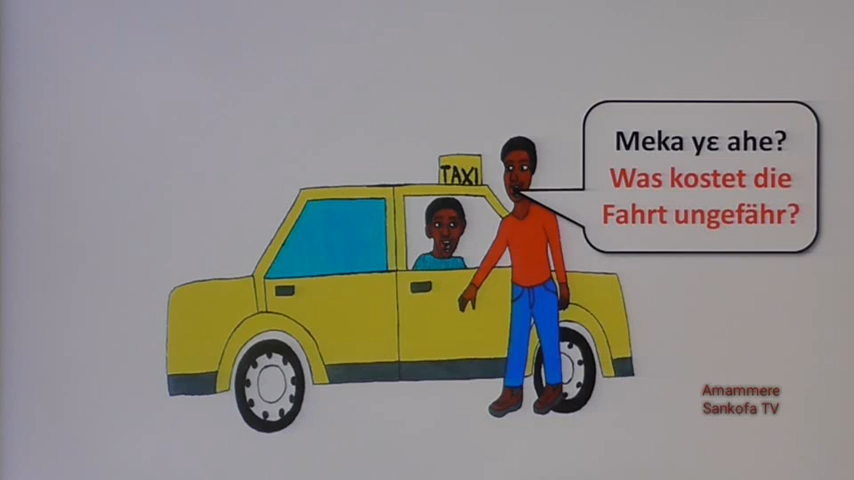 TAXI
Meka yɛ ahe?
Was kostet die
Fahrt ungefähr?
Amammere
Sankofa TV